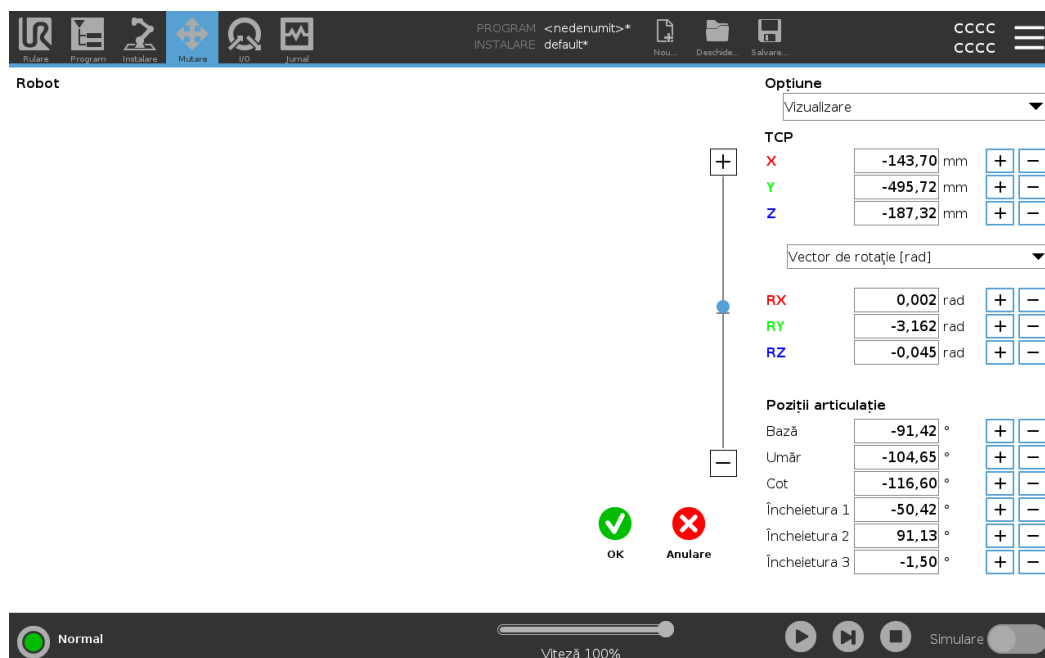 PROGRAM <nedenumit>*
INSTALARE default*
CCCC
CCCC
Rulare Program Instalare Mutare I/O Jurnal Nou... Deschide... Salvare...
Robot
Opțiune
Vizualizare
TCP
X -143,70 mm + −
Y -495,72 mm + −
Z -187,32 mm + −
Vector de rotație [rad]
RX 0,002 rad + −
RY -3,162 rad + −
RZ -0,045 rad + −
Poziții articulație
Bază -91,42 ° + −
Umăr -104,65 ° + −
Cot -116,60 ° + −
Încheietura 1 -50,42 ° + −
Încheietura 2 91,13 ° + −
Încheietura 3 -1,50 ° + −
OK Anulare
Normal
Viteză 100%
Simulare